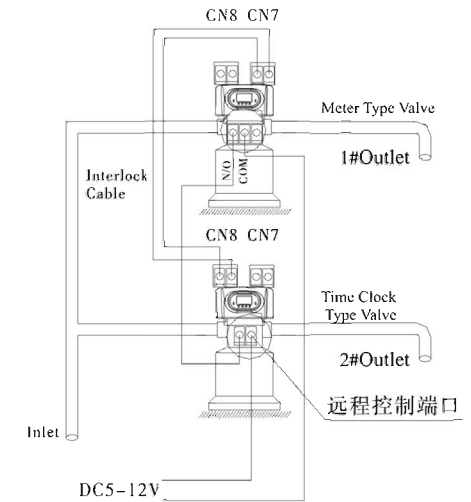 CN8 CN7
Meter Type Valve
1#Outlet
Interlock
Cable
N/O
COM
CN8 CN7
Time Clock
Type Valve
2#Outlet
远程控制端口
Inlet
DC5-12V